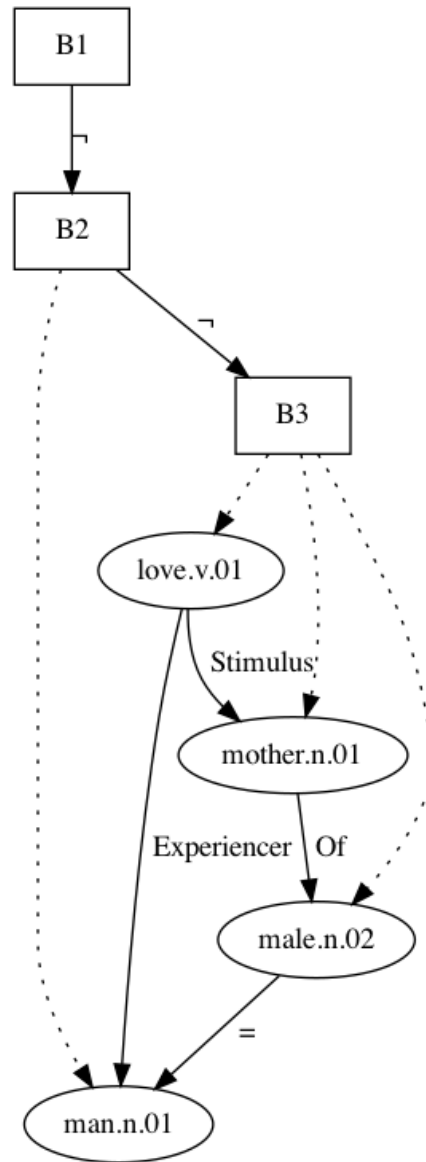 B1
¬
B2
¬
B3
love.v.01
Stimulus
mother.n.01
Experiencer
Of
male.n.02
=
man.n.01